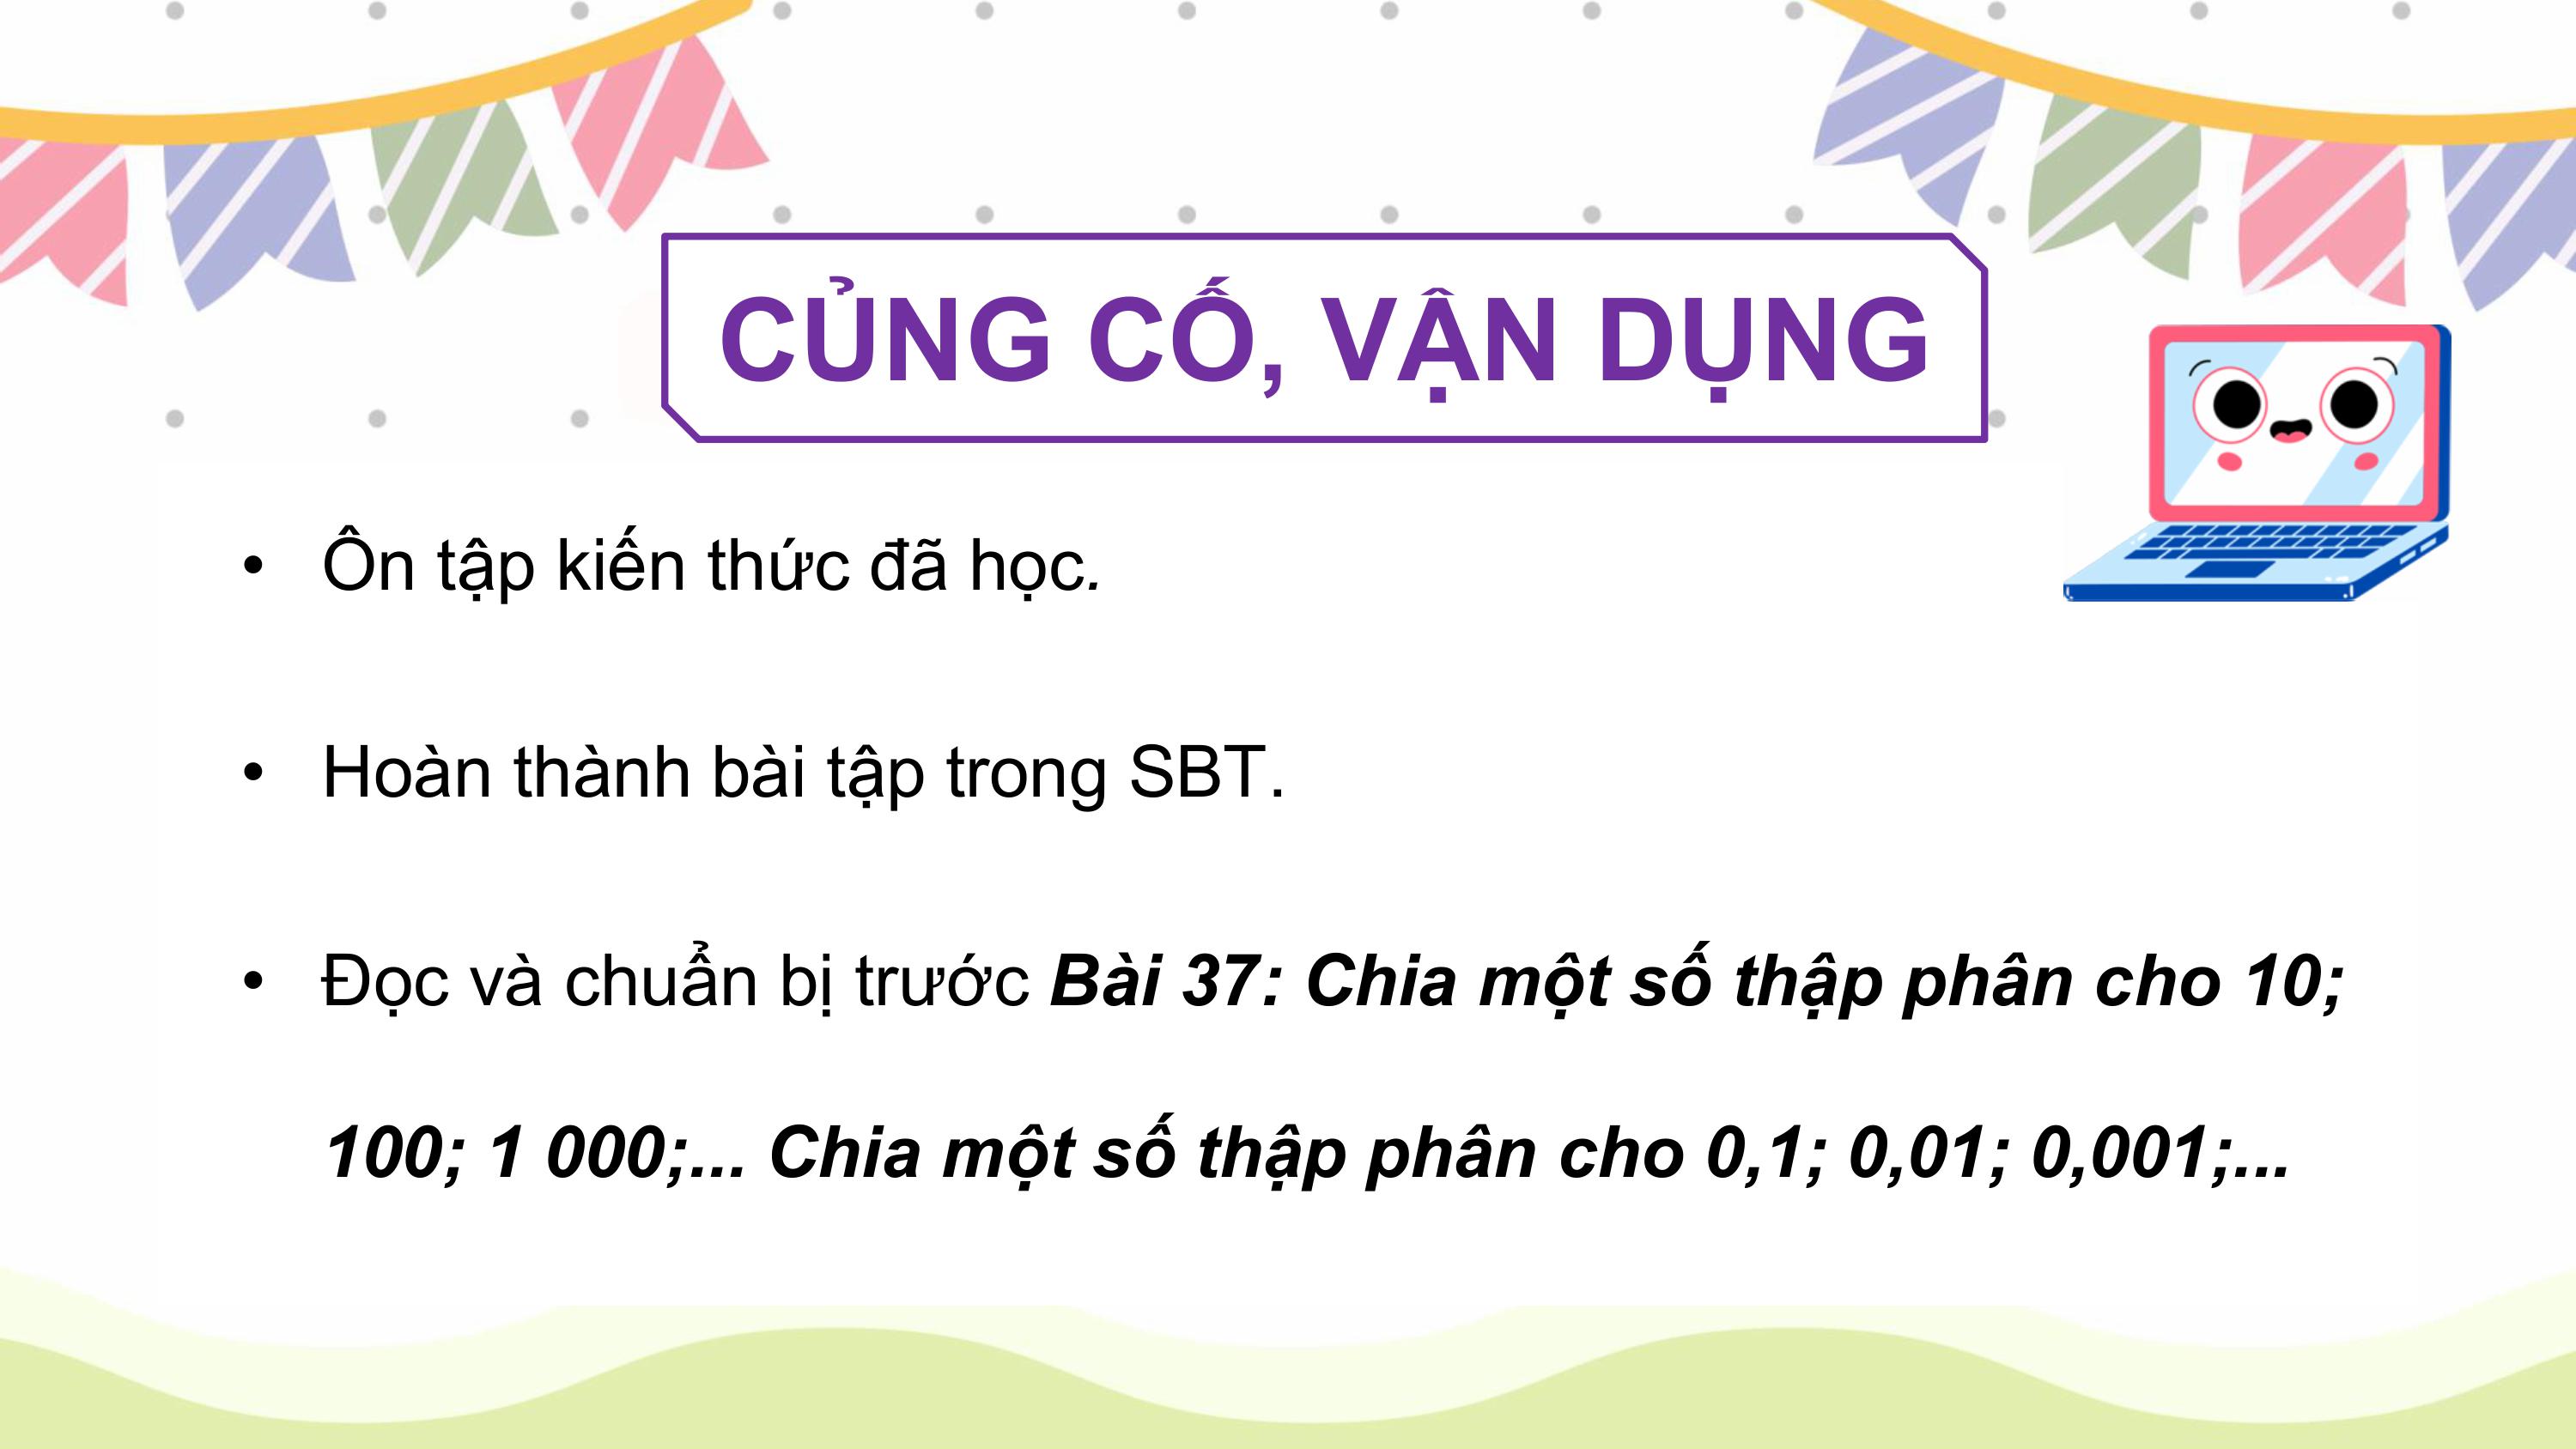 CỦNG CỐ, VẬN DỤNG
• Ôn tập kiến thức đã học.
• Hoàn thành bài tập trong SBT.
• Đọc và chuẩn bị trước Bài 37: Chia một số thập phân cho 10;
100; 1 000;... Chia một số thập phân cho 0,1; 0,01; 0,001;...